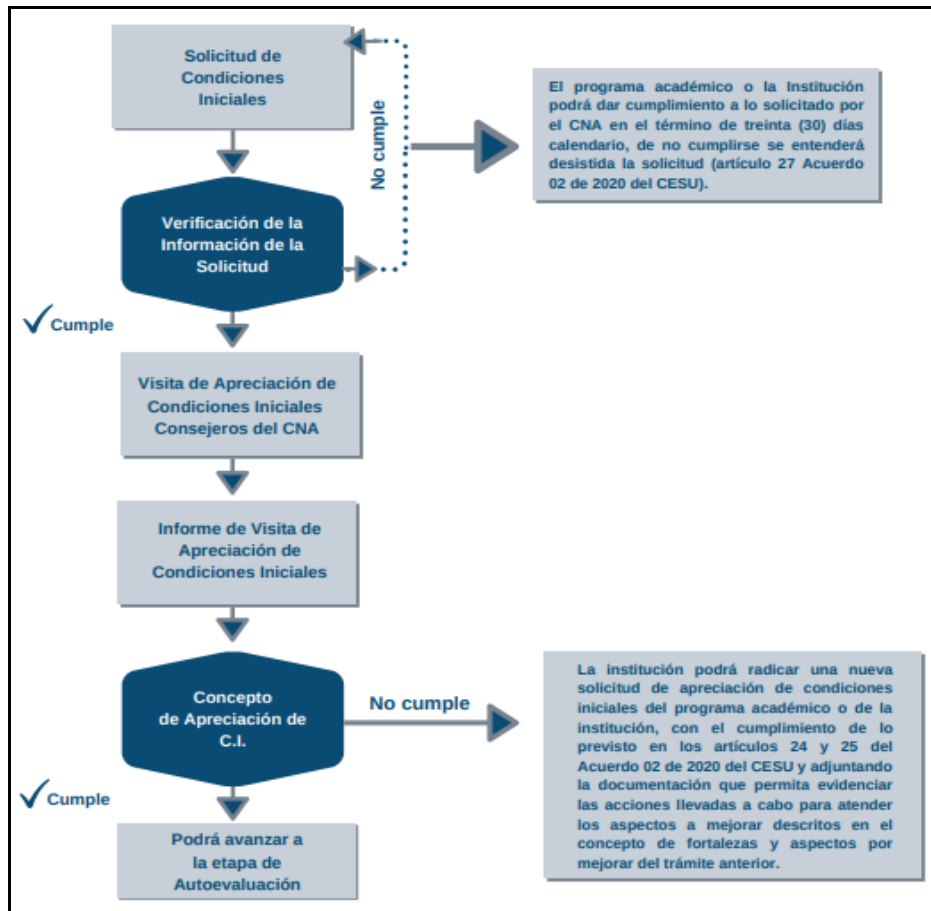 Solicitud de
Condiciones
Iniciales
No cumple
El programa académico o la Institución
podrá dar cumplimiento a lo solicitado por
el CNA en el término de treinta (30) días
calendario, de no cumplirse se entenderá
desistida la solicitud (artículo 27 Acuerdo
02 de 2020 del CESU).
Verificación de la
Información de la
Solicitud
Cumple
Visita de Apreciación de
Condiciones Iniciales
Consejeros del CNA
Informe de Visita de
Apreciación de
Condiciones Iniciales
Concepto
de Apreciación de
C.I.
No cumple
La institución podrá radicar una nueva
solicitud de apreciación de condiciones
iniciales del programa académico o de la
institución, con el cumplimiento de lo
previsto en los artículos 24 y 25 del
Acuerdo 02 de 2020 del CESU y adjuntando
la documentación que permita evidenciar
las acciones llevadas a cabo para atender
los aspectos a mejorar descritos en el
concepto de fortalezas y aspectos por
mejorar del trámite anterior.
Cumple
Podrá avanzar a
la etapa de
Autoevaluación